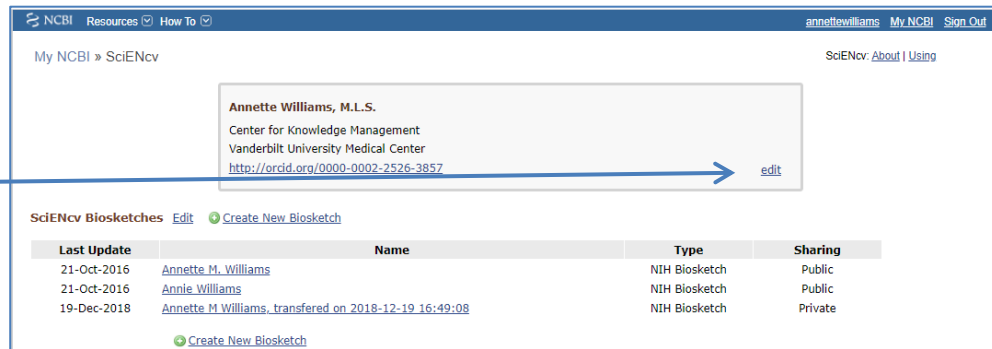 NCBI Resources How To annettewilliams My NCBI Sign Out
My NCBI » SciENcv SciENcv: About | Using
Annette Williams, M.L.S.
Center for Knowledge Management
Vanderbilt University Medical Center
http://orcid.org/0000-0002-2526-3857 edit
SciENcv Biosketches Edit Create New Biosketch
Last Update Name Type Sharing
21-Oct-2016 Annette M. Williams NIH Biosketch Public
21-Oct-2016 Annie Williams NIH Biosketch Public
19-Dec-2018 Annette M Williams, transfered on 2018-12-19 16:49:08 NIH Biosketch Private
Create New Biosketch